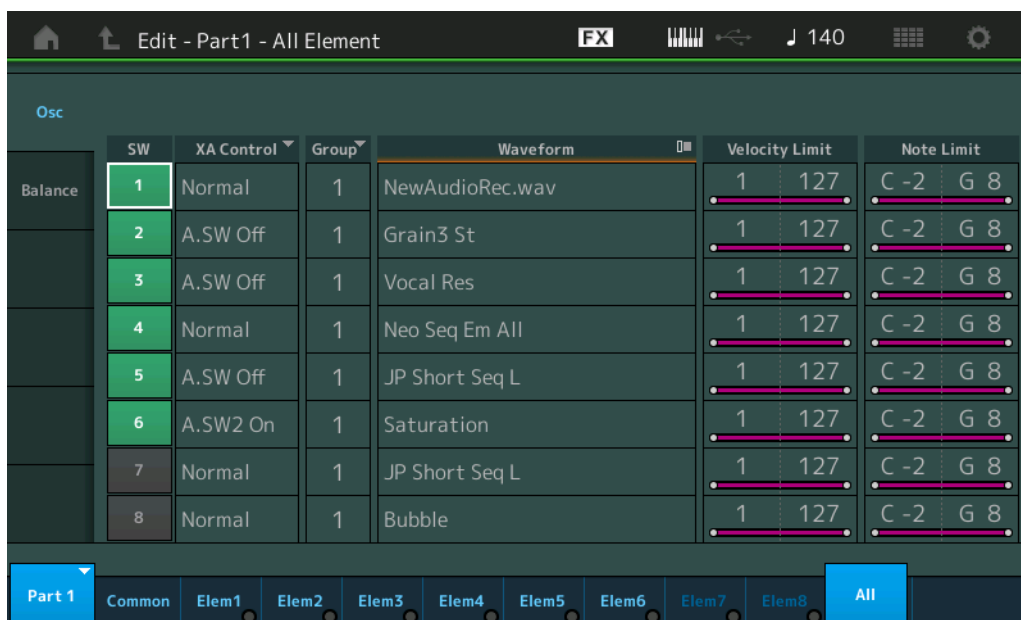 Edit - Part1 - All Element FX ♩ 140
Osc
SW XA Control Group Waveform Velocity Limit Note Limit
Balance 1 Normal 1 NewAudioRec.wav 1 127 C -2 G 8
2 A.SW Off 1 Grain3 St 1 127 C -2 G 8
3 A.SW Off 1 Vocal Res 1 127 C -2 G 8
4 Normal 1 Neo Seq Em All 1 127 C -2 G 8
5 A.SW Off 1 JP Short Seq L 1 127 C -2 G 8
6 A.SW2 On 1 Saturation 1 127 C -2 G 8
7 Normal 1 JP Short Seq L 1 127 C -2 G 8
8 Normal 1 Bubble 1 127 C -2 G 8
Part 1 Common Elem1 Elem2 Elem3 Elem4 Elem5 Elem6 Elem7 Elem8 All